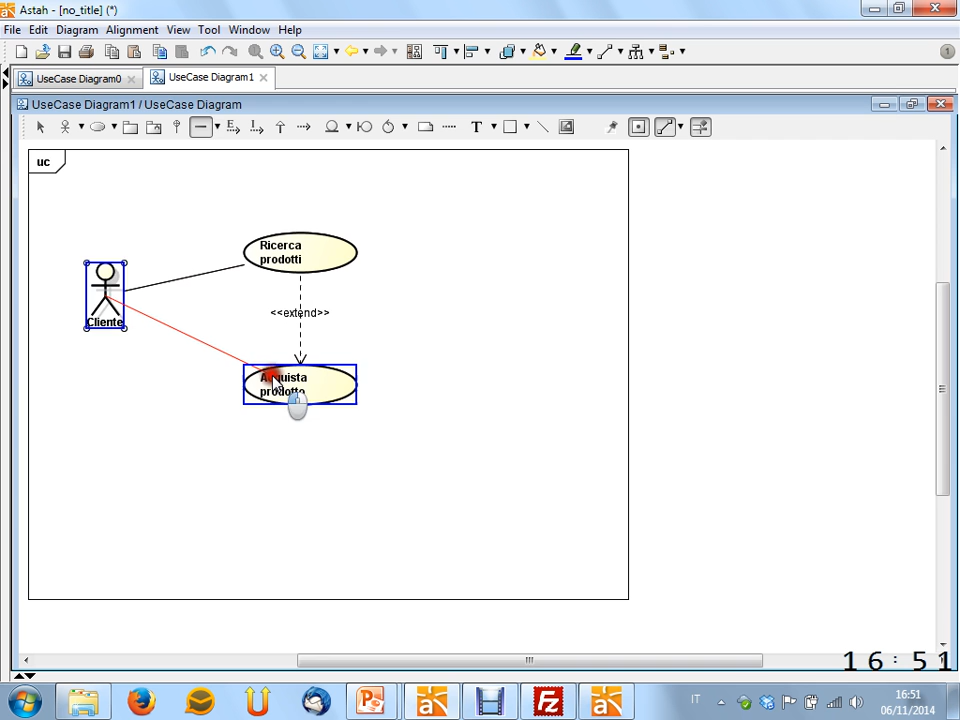 Astah - [no_title] (*)
File Edit Diagram Alignment View Tool Window Help
1
UseCase Diagram0
UseCase Diagram1
UseCase Diagram1 / UseCase Diagram
E
I
T
uc
Ricerca
prodotti
Cliente
<<extend>>
prodotto
16:51
IT
16:51
06/11/2014